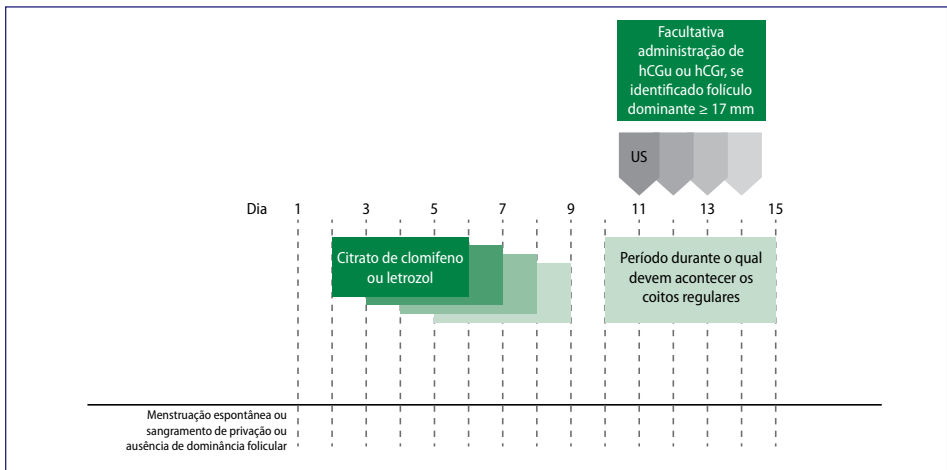 Facultativa
administração de
hCGu ou hCGr, se
identificado folículo
dominante ≥ 17 mm
US
Dia 1 3 5 7 9 11 13 15
Citrato de clomifeno
ou letrozol
Período durante o qual
devem acontecer os
coitos regulares
Menstruação espontânea ou
sangramento de privação ou
ausência de dominância folicular